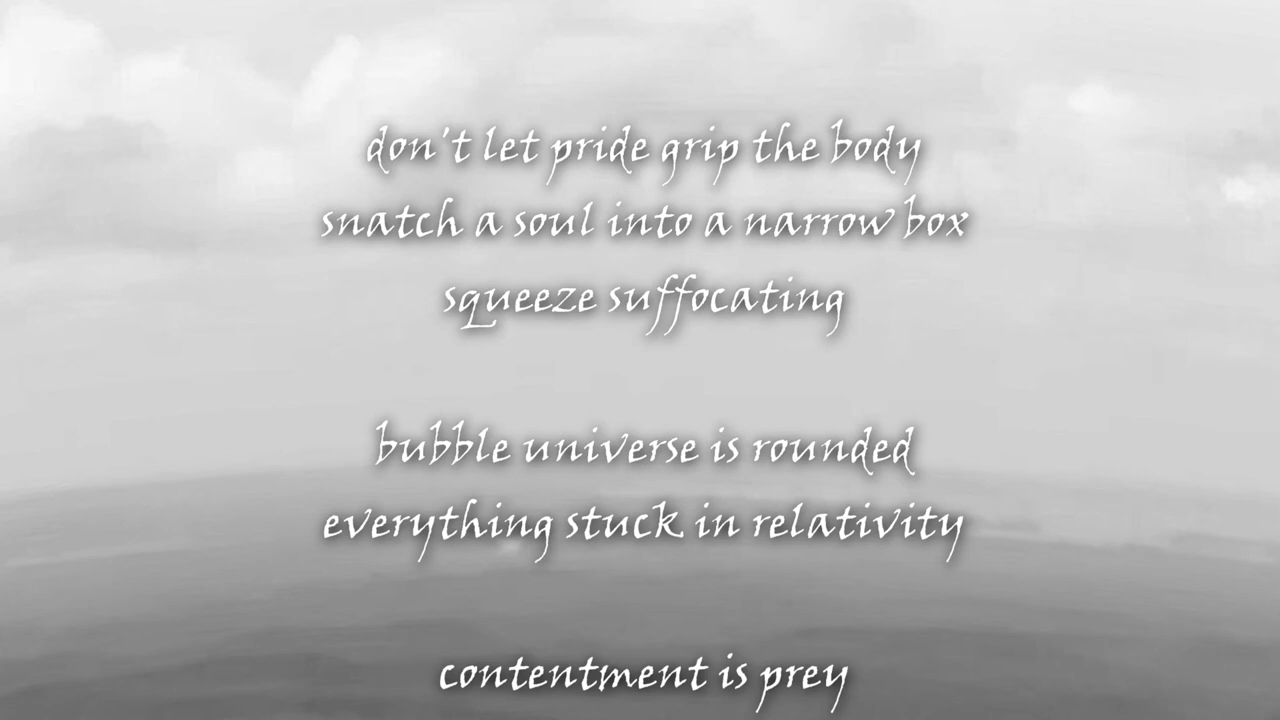 don't let pride grip the body
snatch a soul into a narrow box
squeeze suffocating
bubble universe is rounded
everything stuck in relativity
contentment is prey